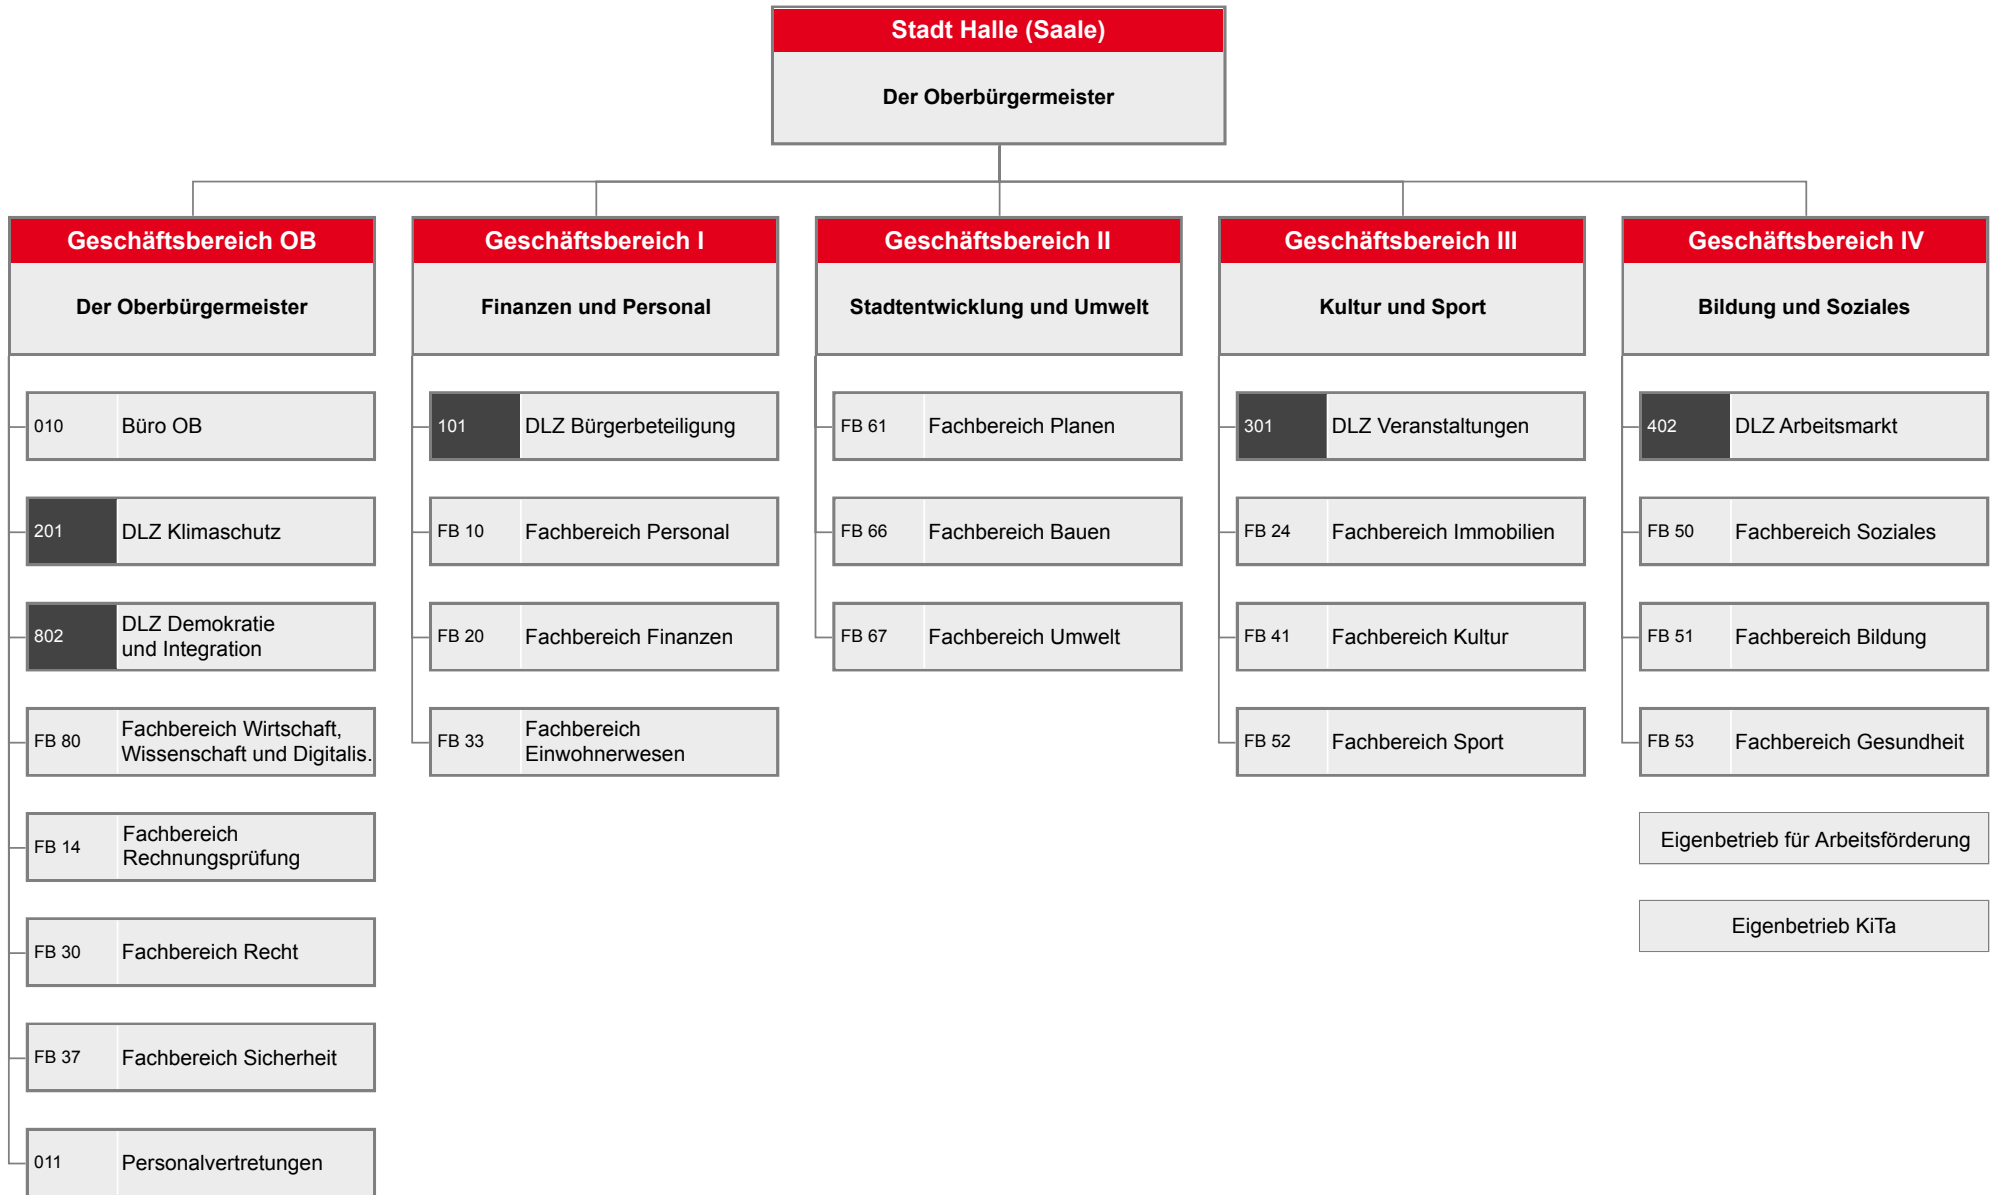 Stadt Halle (Saale)
Der Oberbürgermeister
Geschäftsbereich OB
Der Oberbürgermeister
010 Büro OB
201 DLZ Klimaschutz
802 DLZ Demokratie
und Integration
FB 80 Fachbereich Wirtschaft,
Wissenschaft und Digitalis.
FB 14 Fachbereich
Rechnungsprüfung
FB 30 Fachbereich Recht
FB 37 Fachbereich Sicherheit
011 Personalvertretungen
Geschäftsbereich I
Finanzen und Personal
101 DLZ Bürgerbeteiligung
FB 10 Fachbereich Personal
FB 20 Fachbereich Finanzen
FB 33 Fachbereich
Einwohnerwesen
Geschäftsbereich II
Stadtentwicklung und Umwelt
FB 61 Fachbereich Planen
FB 66 Fachbereich Bauen
FB 67 Fachbereich Umwelt
Geschäftsbereich III
Kultur und Sport
301 DLZ Veranstaltungen
FB 24 Fachbereich Immobilien
FB 41 Fachbereich Kultur
FB 52 Fachbereich Sport
Geschäftsbereich IV
Bildung und Soziales
402 DLZ Arbeitsmarkt
FB 50 Fachbereich Soziales
FB 51 Fachbereich Bildung
FB 53 Fachbereich Gesundheit
Eigenbetrieb für Arbeitsförderung
Eigenbetrieb KiTa